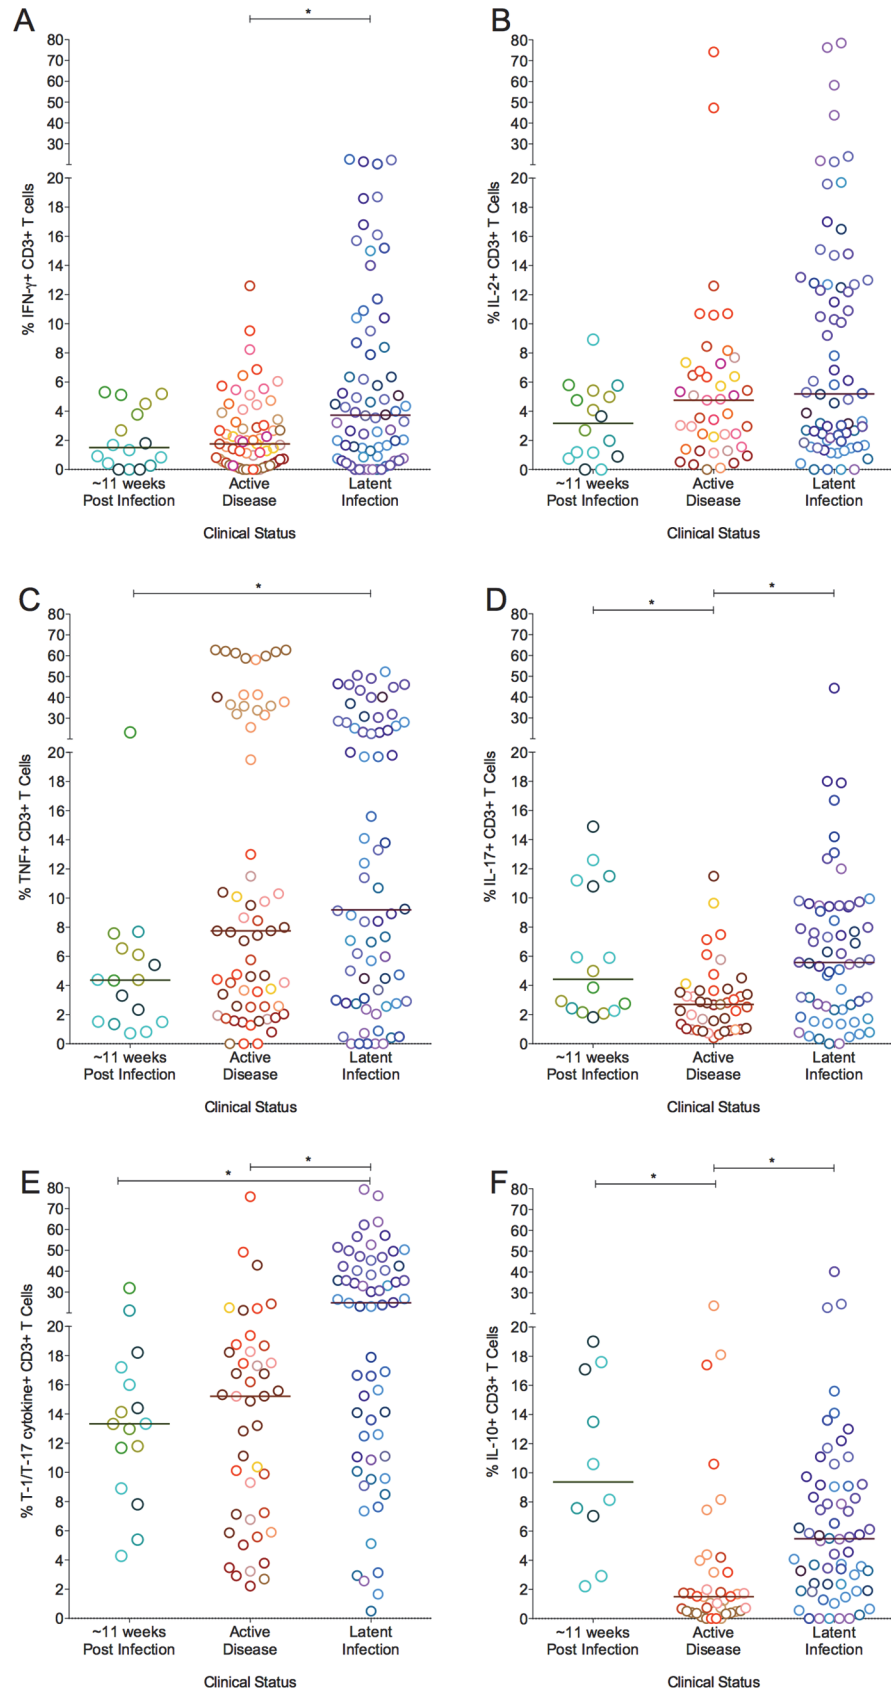 A
*
80
70
60
50
40
30
20
18
16
14
12
10
8
6
4
2
0
% IFN-γ+ CD3+ T cells
~11 weeks
Post Infection
Active
Disease
Latent
Infection
Clinical Status
B
80
70
60
50
40
30
20
18
16
14
12
10
8
6
4
2
0
% IL-2+ CD3+ T Cells
~11 weeks
Post Infection
Active
Disease
Latent
Infection
Clinical Status
C
*
80
70
60
50
40
30
20
18
16
14
12
10
8
6
4
2
0
% TNF+ CD3+ T Cells
~11 weeks
Post Infection
Active
Disease
Latent
Infection
Clinical Status
D
*
*
80
70
60
50
40
30
20
18
16
14
12
10
8
6
4
2
0
% IL-17+ CD3+ T Cells
~11 weeks
Post Infection
Active
Disease
Latent
Infection
Clinical Status
E
*
*
80
70
60
50
40
30
20
18
16
14
12
10
8
6
4
2
0
% T-1/T-17 cytokine+ CD3+ T Cells
~11 weeks
Post Infection
Active
Disease
Latent
Infection
Clinical Status
F
*
*
80
70
60
50
40
30
20
18
16
14
12
10
8
6
4
2
0
% IL-10+ CD3+ T Cells
~11 weeks
Post Infection
Active
Disease
Latent
Infection
Clinical Status